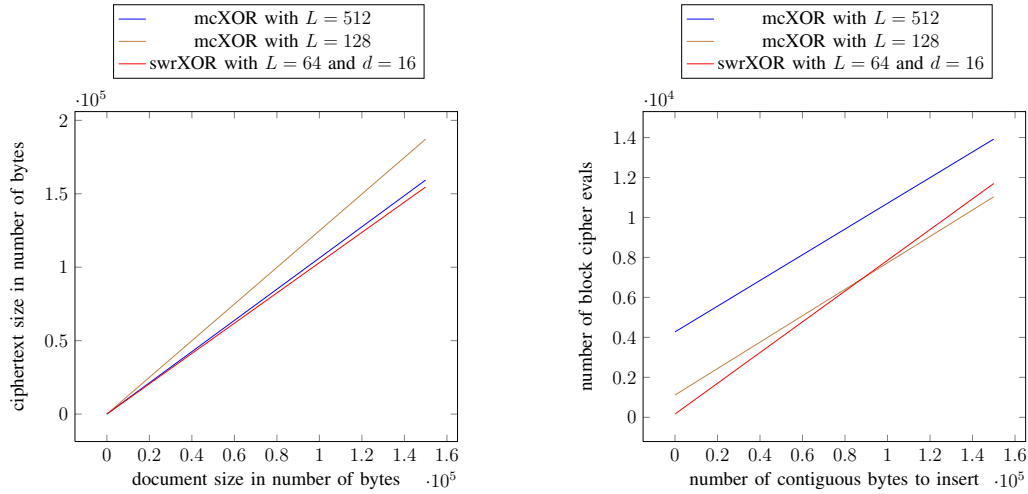 mcXOR with L = 512
mcXOR with L = 128
swrXOR with L = 64 and d = 16
·10^5
2
1.5
1
0.5
0
ciphertext size in number of bytes
0 0.2 0.4 0.6 0.8 1 1.2 1.4 1.6
document size in number of bytes ·10^5
mcXOR with L = 512
mcXOR with L = 128
swrXOR with L = 64 and d = 16
·10^4
1.4
1.2
1
0.8
0.6
0.4
0.2
0
number of block cipher evals
0 0.2 0.4 0.6 0.8 1 1.2 1.4 1.6
number of contiguous bytes to insert ·10^5